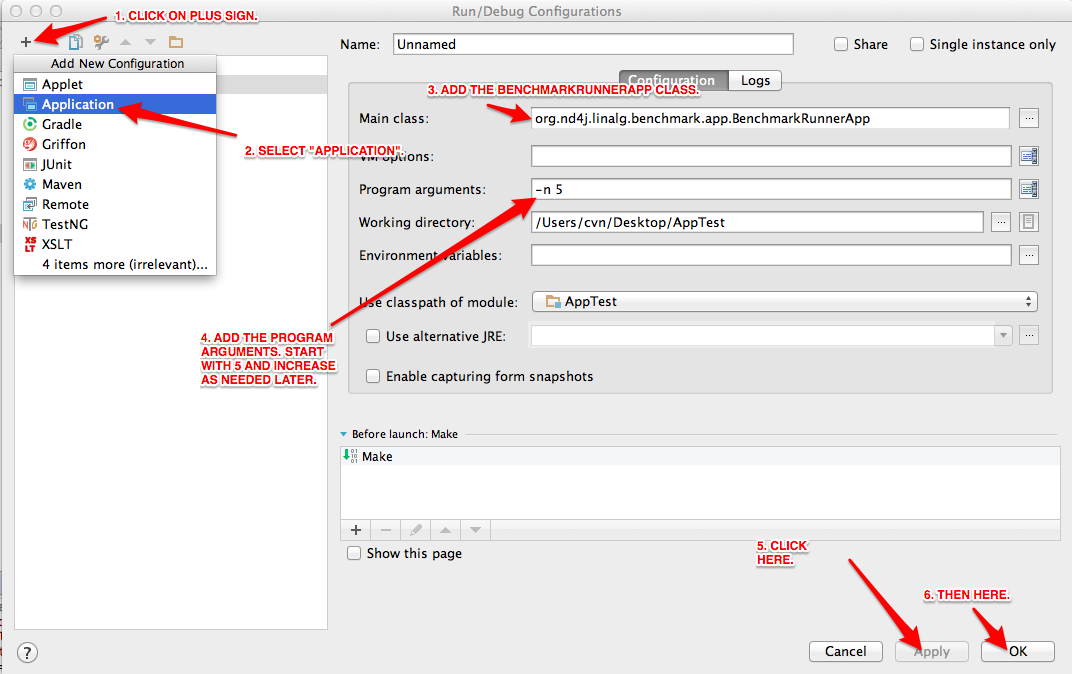 Run/Debug Configurations
1. CLICK ON PLUS SIGN.
Name: Unnamed
Share
Single instance only
Add New Configuration
Applet
Application
Gradle
Griffon
JUnit
Maven
Remote
TestNG
XSLT
4 items more (irrelevant)...
2. SELECT "APPLICATION".
Configuration
Logs
3. ADD THE BENCHMARKRUNNERAPP CLASS.
Main class: org.nd4j.linalg.benchmark.app.BenchmarkRunnerApp
VM options:
Program arguments: -n 5
Working directory: /Users/cvn/Desktop/AppTest
Environment variables:
Use classpath of module: AppTest
Use alternative JRE:
Enable capturing form snapshots
4. ADD THE PROGRAM
ARGUMENTS. START
WITH 5 AND INCREASE
AS NEEDED LATER.
Before launch: Make
Make
Show this page
5. CLICK
HERE.
6. THEN HERE.
?
Cancel
Apply
OK